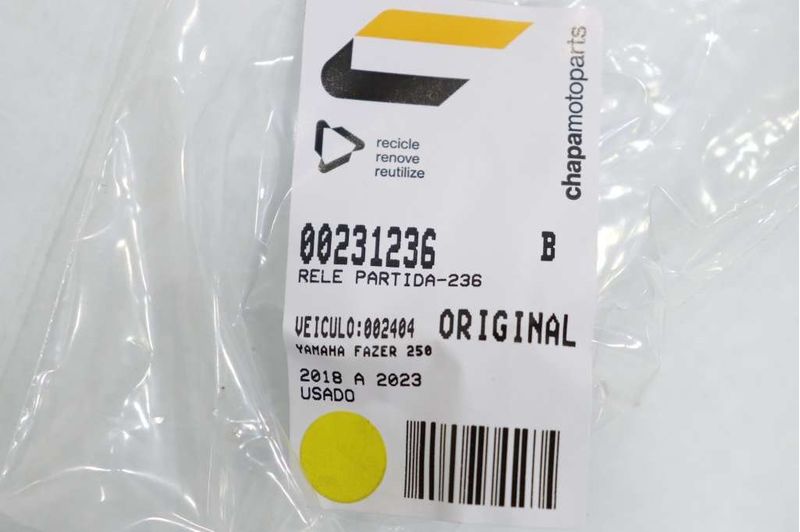 chapamotoparts
recicle
renove
reutilize
00231236 B
RELE PARTIDA-236
VEICULO:002404 ORIGINAL
YAMAHA FAZER 250
2018 A 2023
USADO